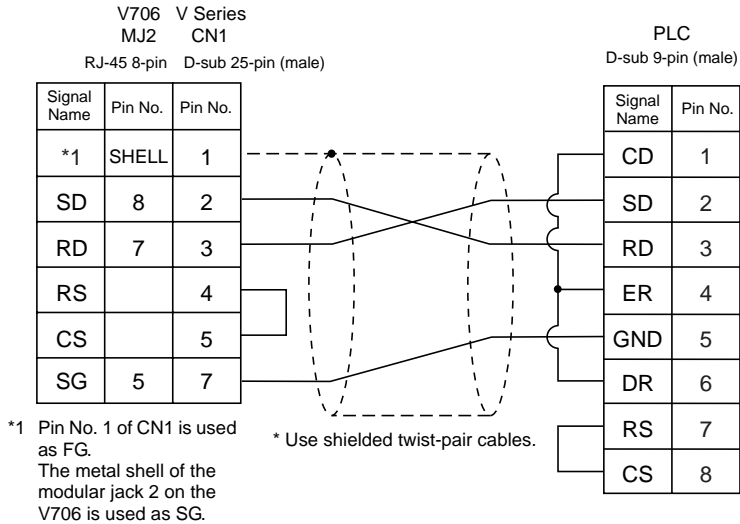 V706 V Series
MJ2 CN1
RJ-45 8-pin D-sub 25-pin (male)
Signal Name Pin No. Pin No.
*1 SHELL 1
SD 8 2
RD 7 3
RS 4
CS 5
SG 5 7
*1 Pin No. 1 of CN1 is used
as FG.
The metal shell of the
modular jack 2 on the
V706 is used as SG.
* Use shielded twist-pair cables.
PLC
D-sub 9-pin (male)
Signal Name Pin No.
CD 1
SD 2
RD 3
ER 4
GND 5
DR 6
RS 7
CS 8